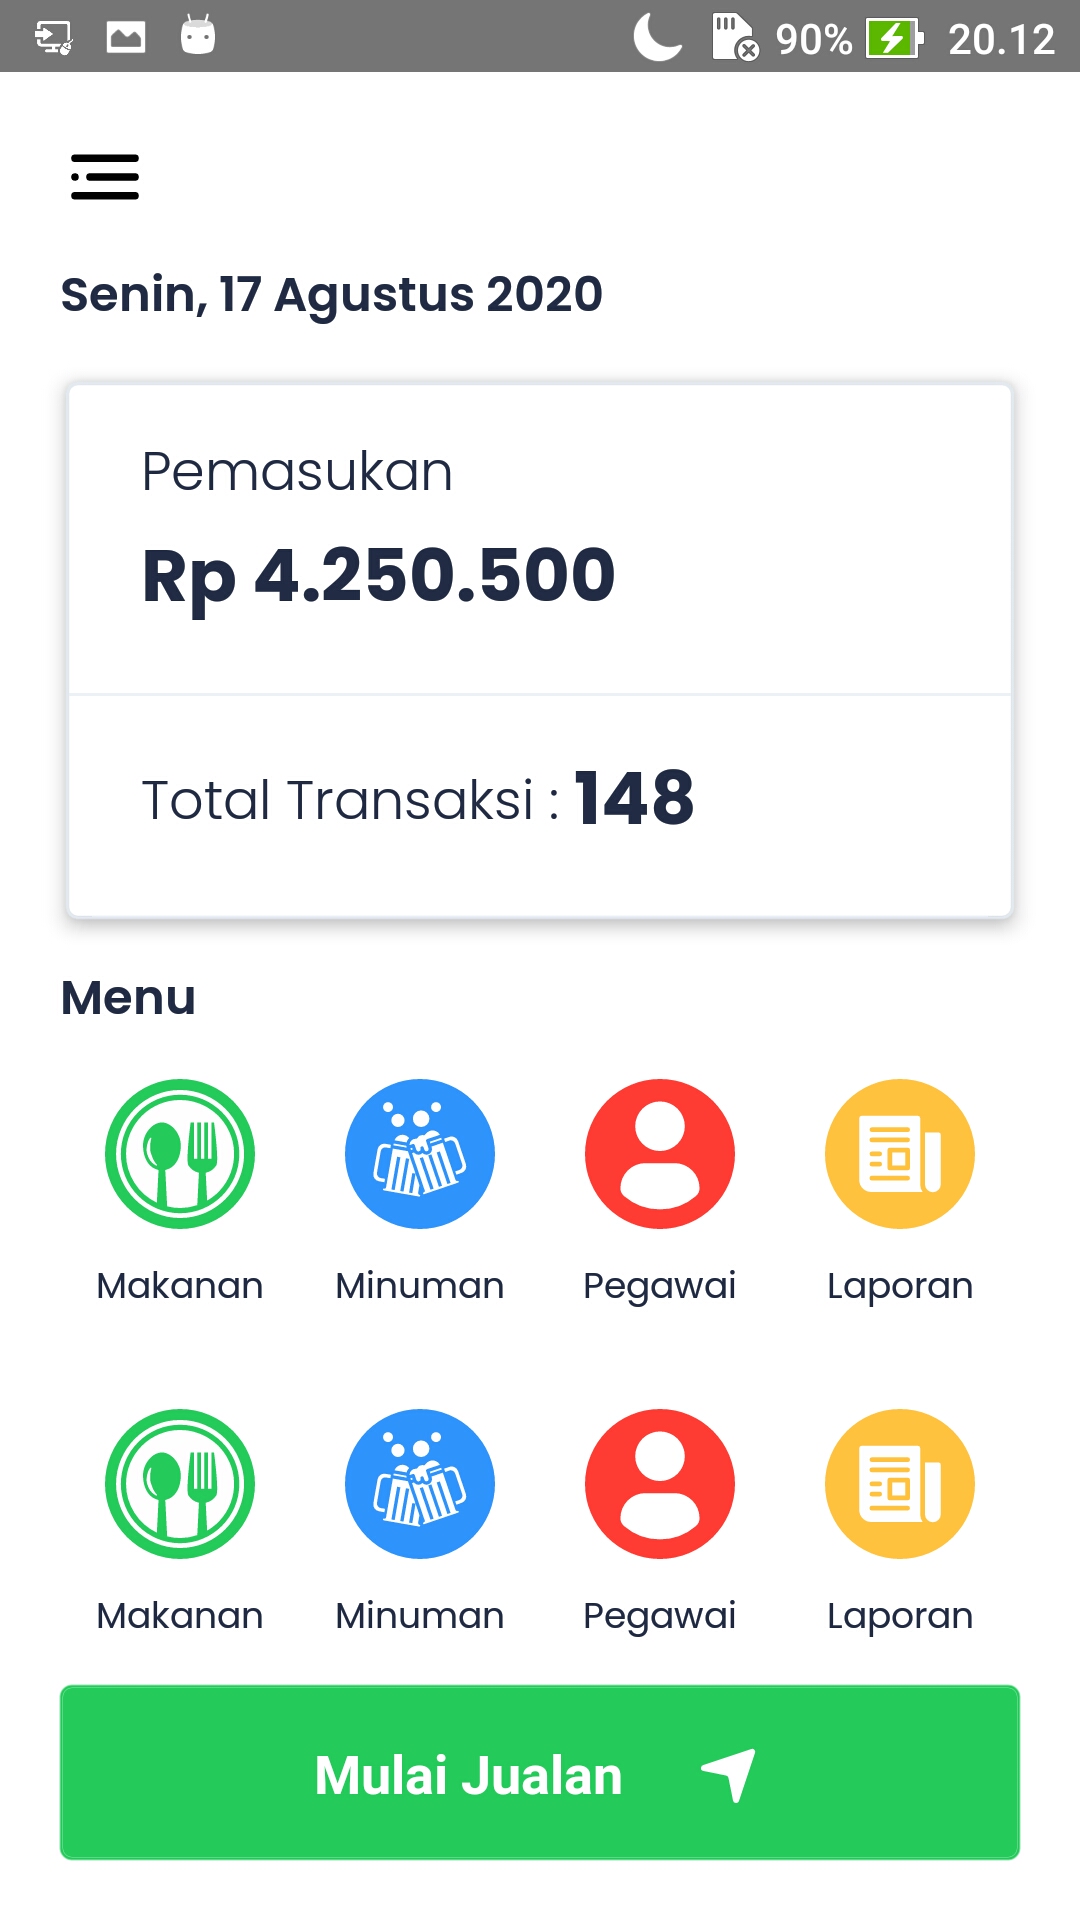 90% 20.12
Senin, 17 Agustus 2020
Pemasukan
Rp 4.250.500
Total Transaksi : 148
Menu
Makanan Minuman Pegawai Laporan
Makanan Minuman Pegawai Laporan
Mulai Jualan